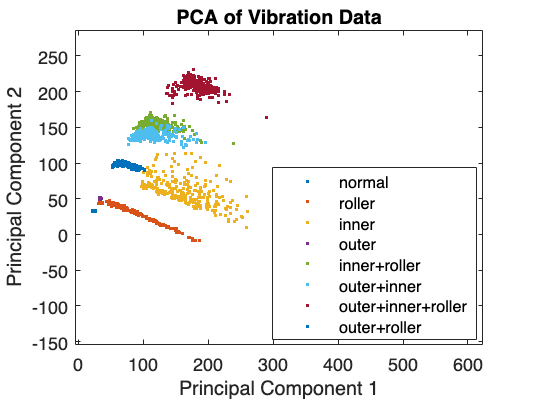 PCA of Vibration Data
Principal Component 2
250
200
150
100
50
0
-50
-100
-150
normal
roller
inner
outer
inner+roller
outer+inner
outer+inner+roller
outer+roller
0 100 200 300 400 500 600
Principal Component 1